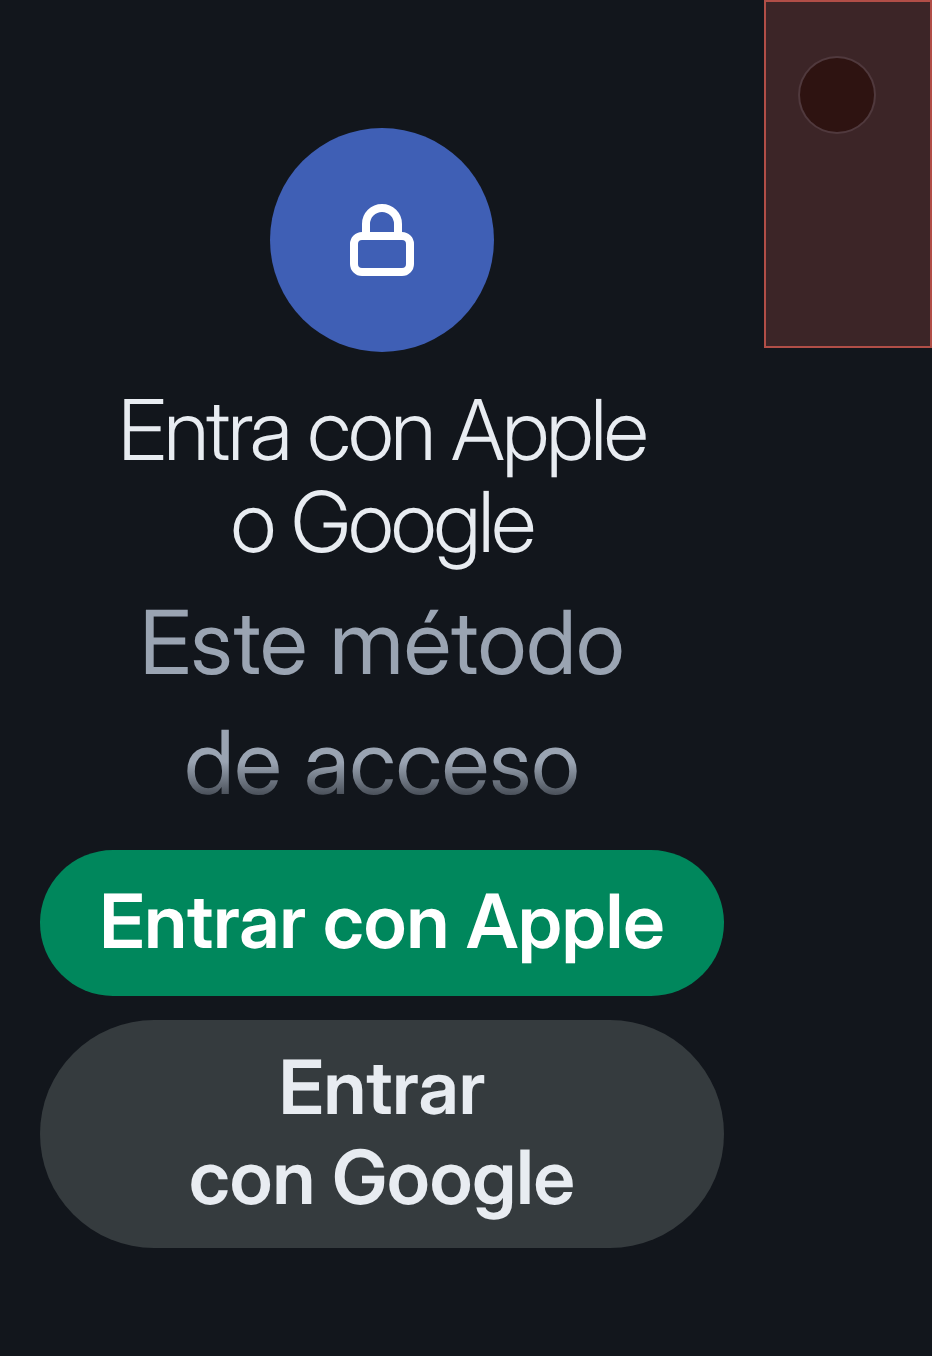 Entra con Apple
o Google
Este método
de acceso
Entrar con Apple
Entrar
con Google